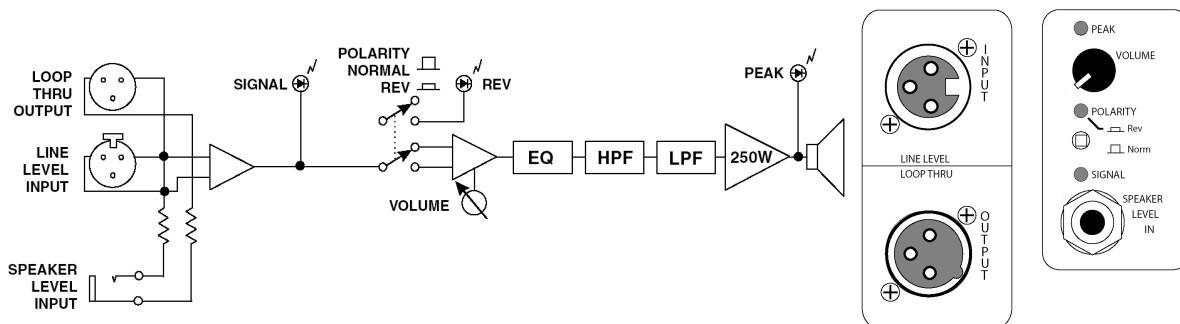 LOOP
THRU
OUTPUT
LINE
LEVEL
INPUT
SPEAKER
LEVEL
INPUT
SIGNAL
POLARITY
NORMAL
REV
REV
VOLUME
EQ
HPF
LPF
250W
PEAK
INPUT
LINE LEVEL
LOOP THRU
OUTPUT
PEAK
VOLUME
POLARITY
Rev
Norm
SIGNAL
SPEAKER
LEVEL
IN